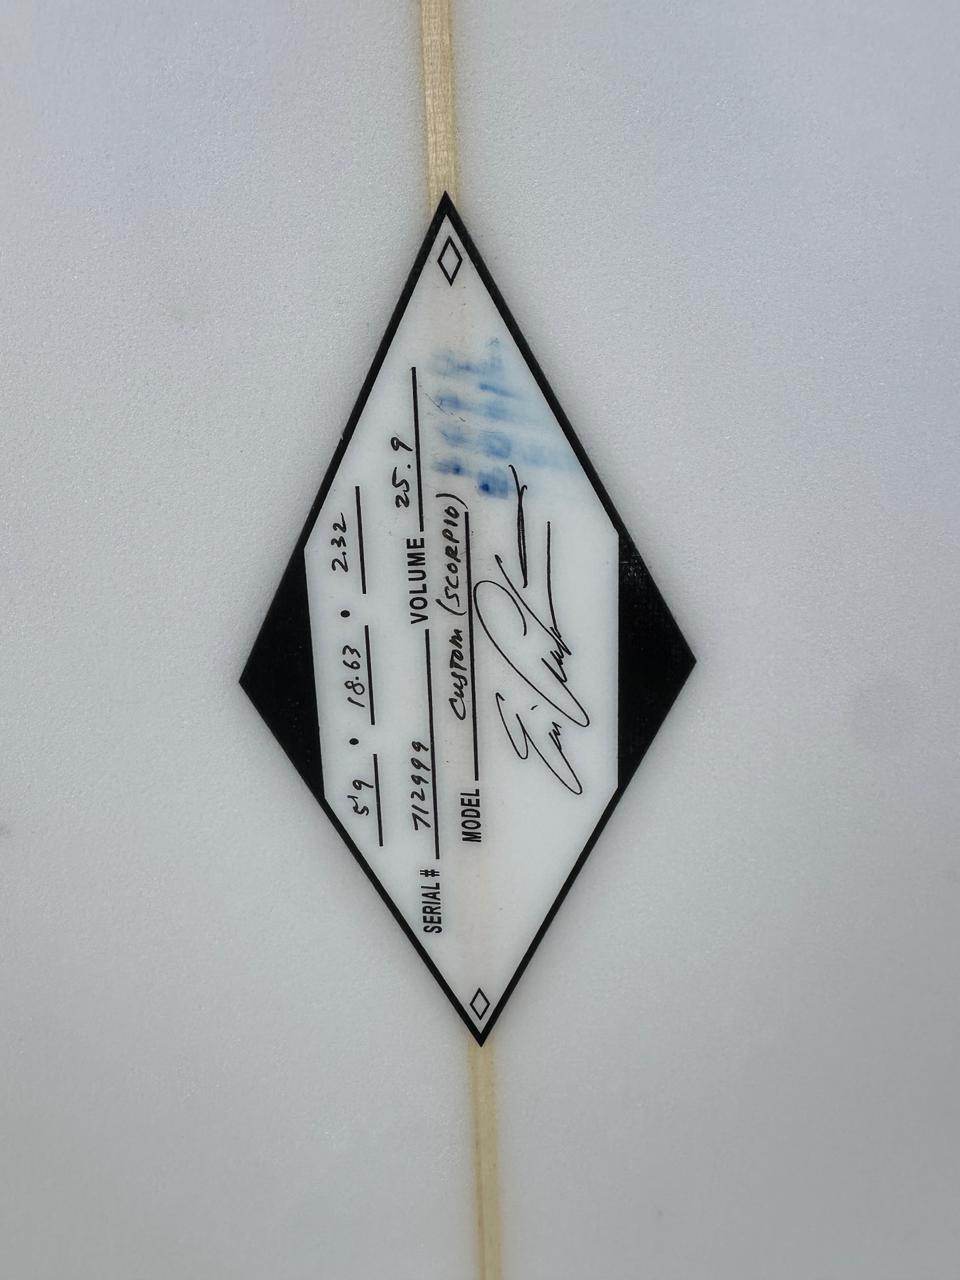 5'9 • 18.63 • 2.32
SERIAL # 712999 VOLUME 25.9
MODEL CUSTOM (SCORPIO)